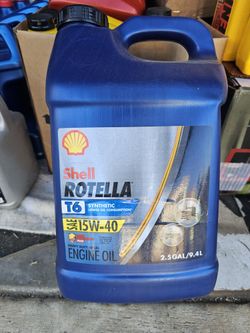 Shell
ROTELLA
T6 SYNTHETIC
SAE 15W-40
ENGINE OIL
2.5GAL/9.4L